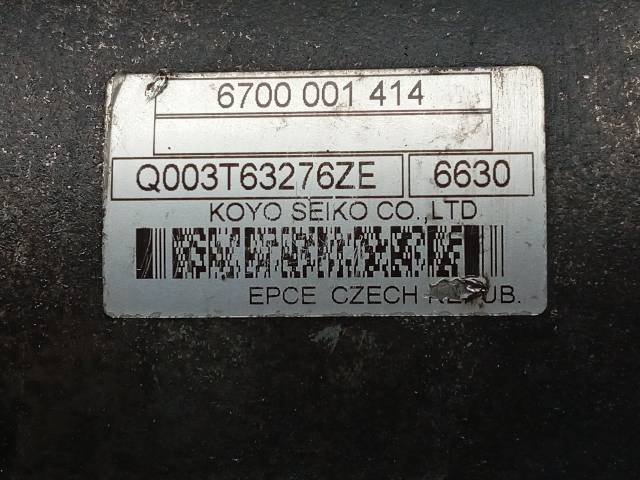 6700 001 414
Q003T63276ZE 6630
KOYO SEIKO CO.,LTD
EPCE CZECH